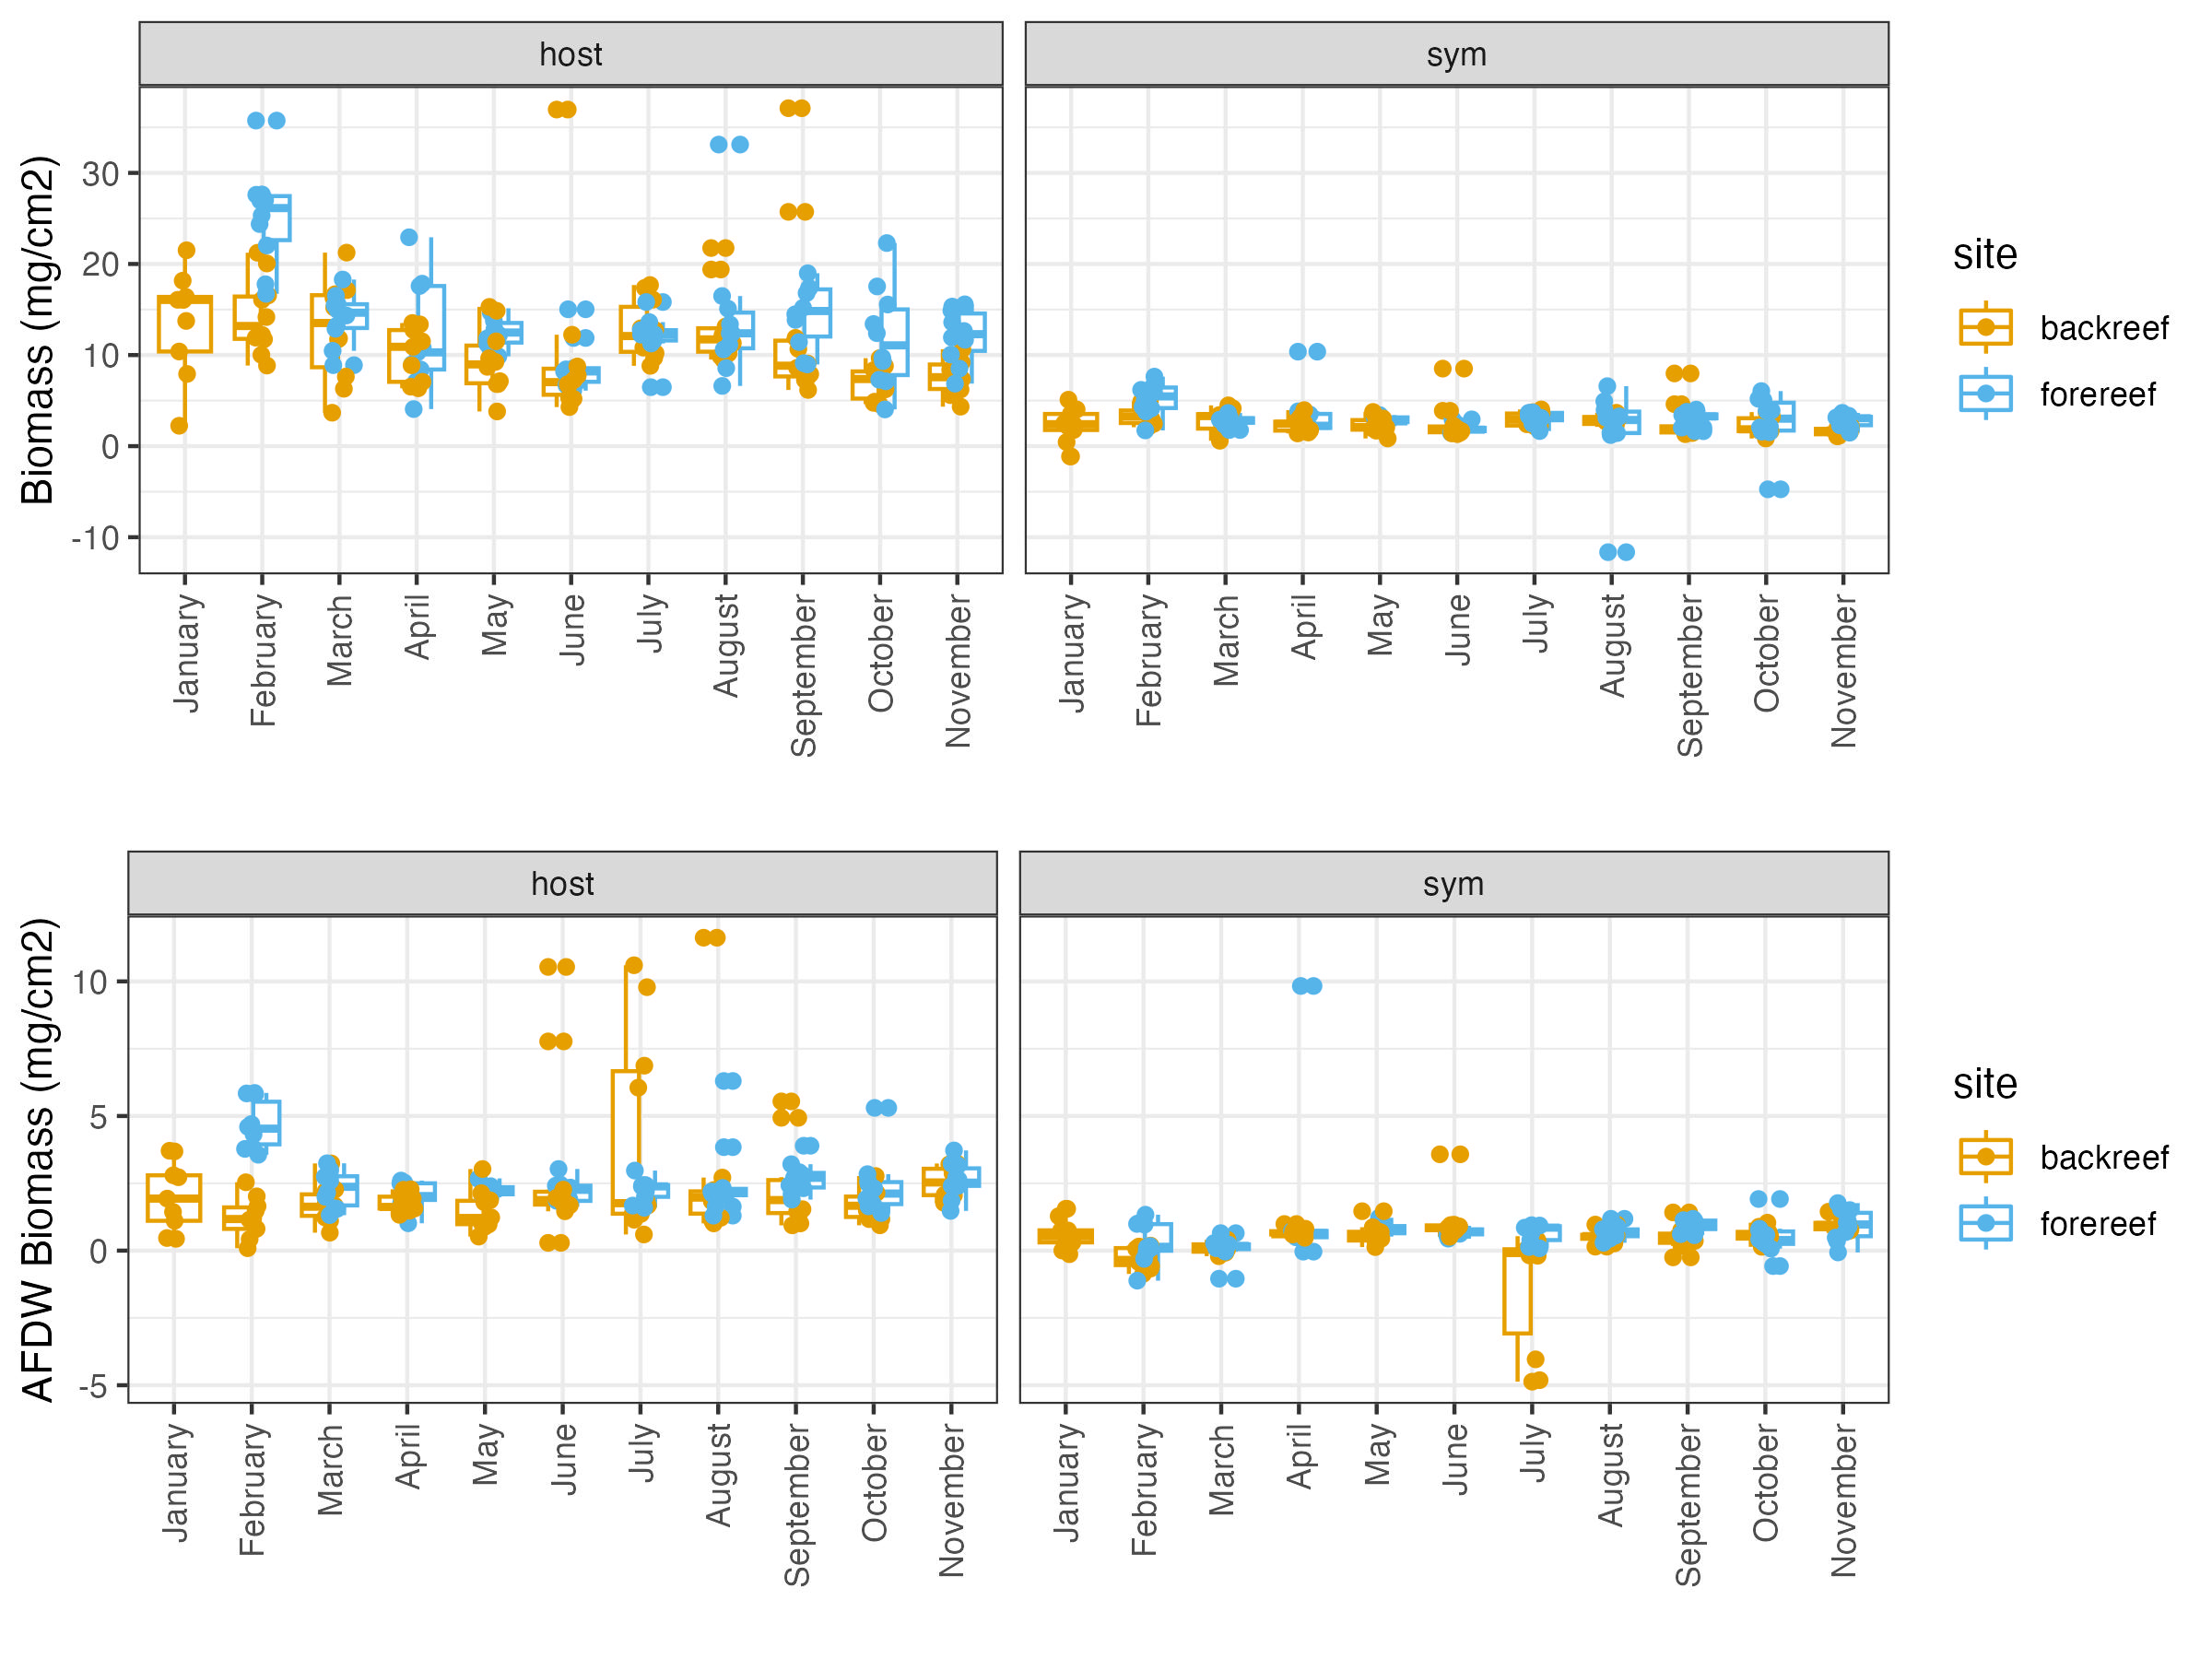 host
sym
Biomass (mg/cm2)
30
20
10
0
-10
January
February
March
April
May
June
July
August
September
October
November
January
February
March
April
May
June
July
August
September
October
November
site
backreef
forereef
host
sym
AFDW Biomass (mg/cm2)
10
5
0
-5
January
February
March
April
May
June
July
August
September
October
November
January
February
March
April
May
June
July
August
September
October
November
site
backreef
forereef